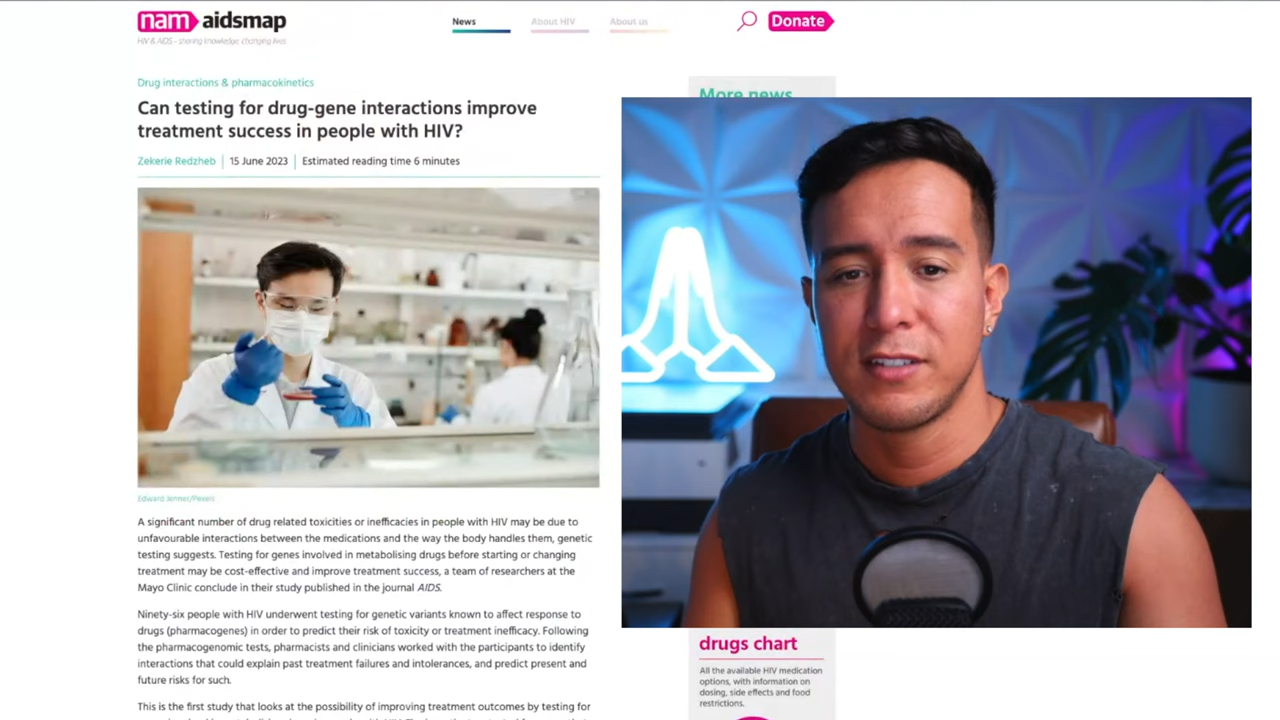 nam aidsmap
HIV & AIDS - sharing knowledge, changing lives
News
About HIV
About us
Donate
Drug interactions & pharmacokinetics
Can testing for drug-gene interactions improve
treatment success in people with HIV?
Zekerie Redzheb
15 June 2023
Estimated reading time 6 minutes
Edward Jenner/Pexels
A significant number of drug related toxicities or inefficacies in people with HIV may be due to
unfavourable interactions between the medications and the way the body handles them, genetic
testing suggests. Testing for genes involved in metabolising drugs before starting or changing
treatment may be cost-effective and improve treatment success, a team of researchers at the
Mayo Clinic conclude in their study published in the journal AIDS.
Ninety-six people with HIV underwent testing for genetic variants known to affect response to
drugs (pharmacogenes) in order to predict their risk of toxicity or treatment inefficacy. Following
the pharmacogenomic tests, pharmacists and clinicians worked with the participants to identify
interactions that could explain past treatment failures and intolerances, and predict present and
future risks for such.
This is the first study that looks at the possibility of improving treatment outcomes by testing for
More news
drugs chart
All the available HIV medication
options, with information on
dosing, side effects and food
restrictions.